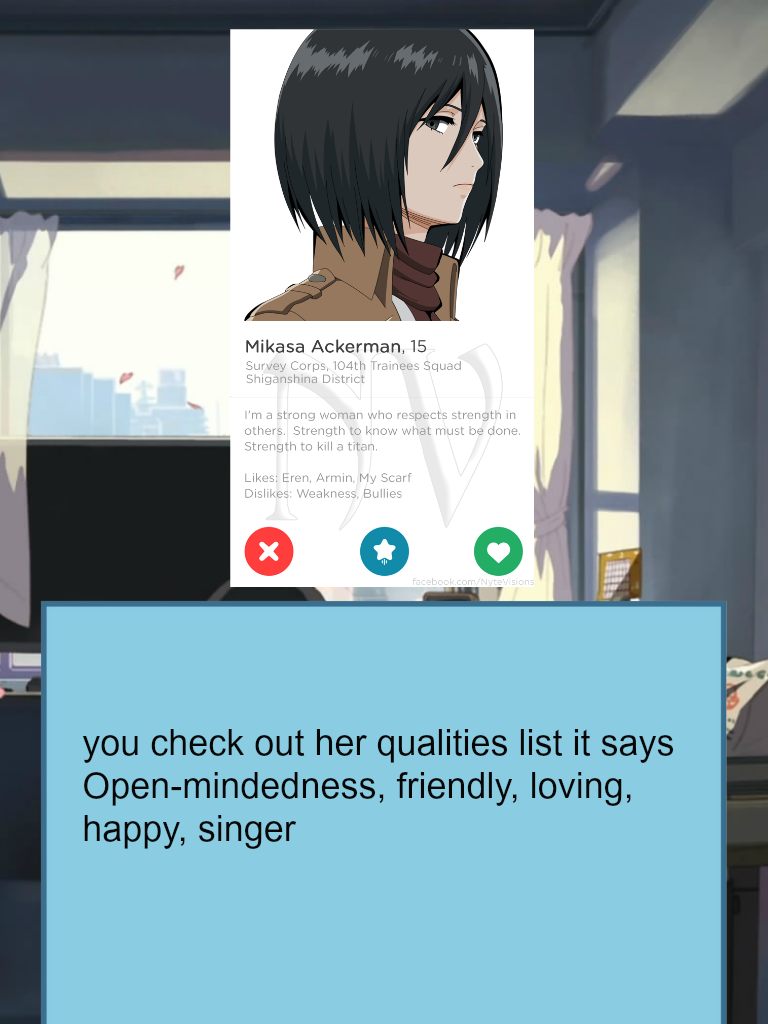 Mikasa Ackerman, 15
Survey Corps, 104th Trainees Squad
Shiganshina District
I'm a strong woman who respects strength in
others. Strength to know what must be done.
Strength to kill a titan.
Likes: Eren, Armin, My Scarf
Dislikes: Weakness, Bullies
NV
facebook.com/NyteVisions
you check out her qualities list it says
Open-mindedness, friendly, loving,
happy, singer